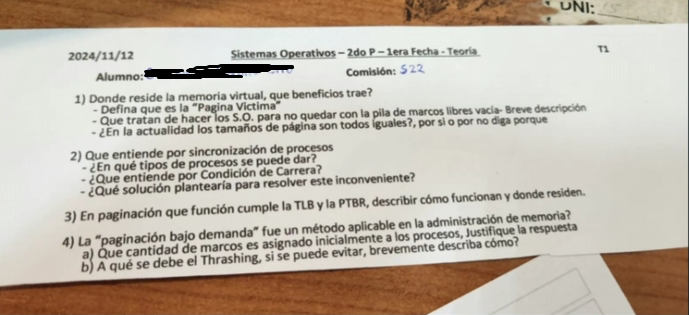 DNI:
2024/11/12 Sistemas Operativos – 2do P – 1era Fecha - Teoría T1
Alumno: Comisión: S22
1) Donde reside la memoria virtual, que beneficios trae?
- Defina que es la "Pagina Victima"
- Que tratan de hacer los S.O. para no quedar con la pila de marcos libres vacía- Breve descripción
- ¿En la actualidad los tamaños de página son todos iguales?, por si o por no diga porque
2) Que entiende por sincronización de procesos
- ¿En qué tipos de procesos se puede dar?
- ¿Que entiende por Condición de Carrera?
- ¿Qué solución plantearía para resolver este inconveniente?
3) En paginación que función cumple la TLB y la PTBR, describir cómo funcionan y donde residen.
4) La "paginación bajo demanda" fue un método aplicable en la administración de memoria?
a) Que cantidad de marcos es asignado inicialmente a los procesos, Justifique la respuesta
b) A qué se debe el Thrashing, si se puede evitar, brevemente describa cómo?